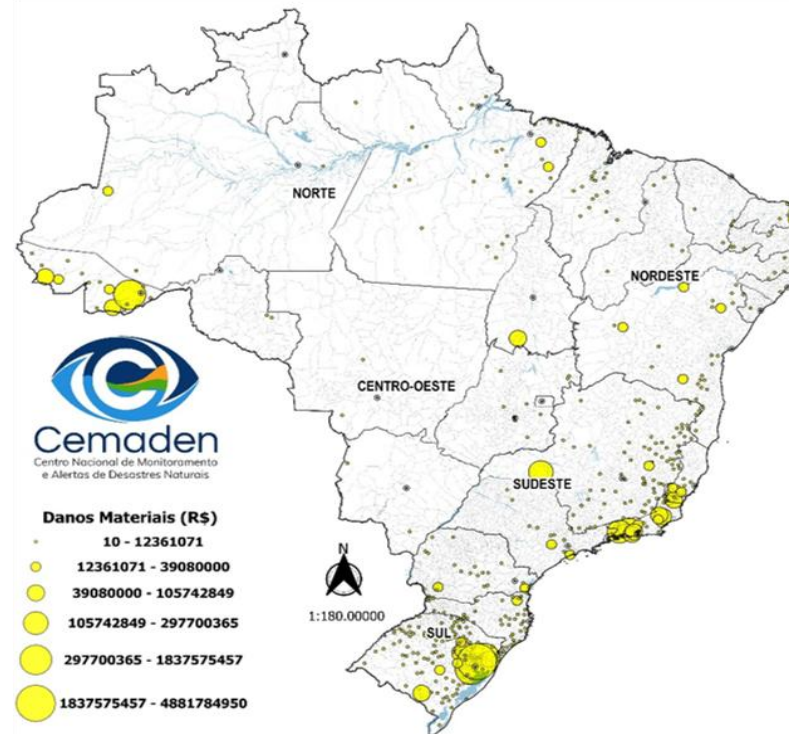 NORTE
NORDESTE
CENTRO-OESTE
Cemaden
Centro Nacional de Monitoramento
e Alertas de Desastres Naturais
SUDESTE
Danos Materiais (R$)
10 - 12361071
12361071 - 39080000
39080000 - 105742849
105742849 - 297700365
297700365 - 1837575457
1837575457 - 4881784950
N
1:180.00000
SUL